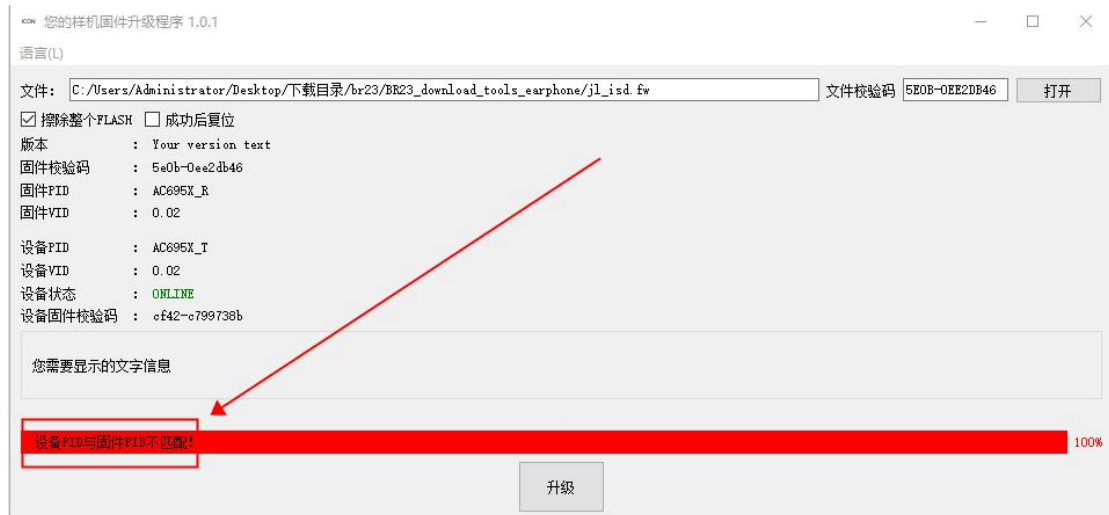 ICON 您的样机固件升级程序 1.0.1
语言(L)
文件: C:/Users/Administrator/Desktop/下载目录/br23/BR23_download_tools_earphone/jl_isd.fw 文件校验码 5E0B-0EE2DB46 打开
擦除整个FLASH 成功后复位
版本 : Your version text
固件校验码 : 5e0b-0ee2db46
固件PID : AC695X_R
固件VID : 0.02
设备PID : AC695X_T
设备VID : 0.02
设备状态 : ONLINE
设备固件校验码 : cf42-c799738b
您需要显示的文字信息
设备PID与固件PID不匹配! 100%
升级